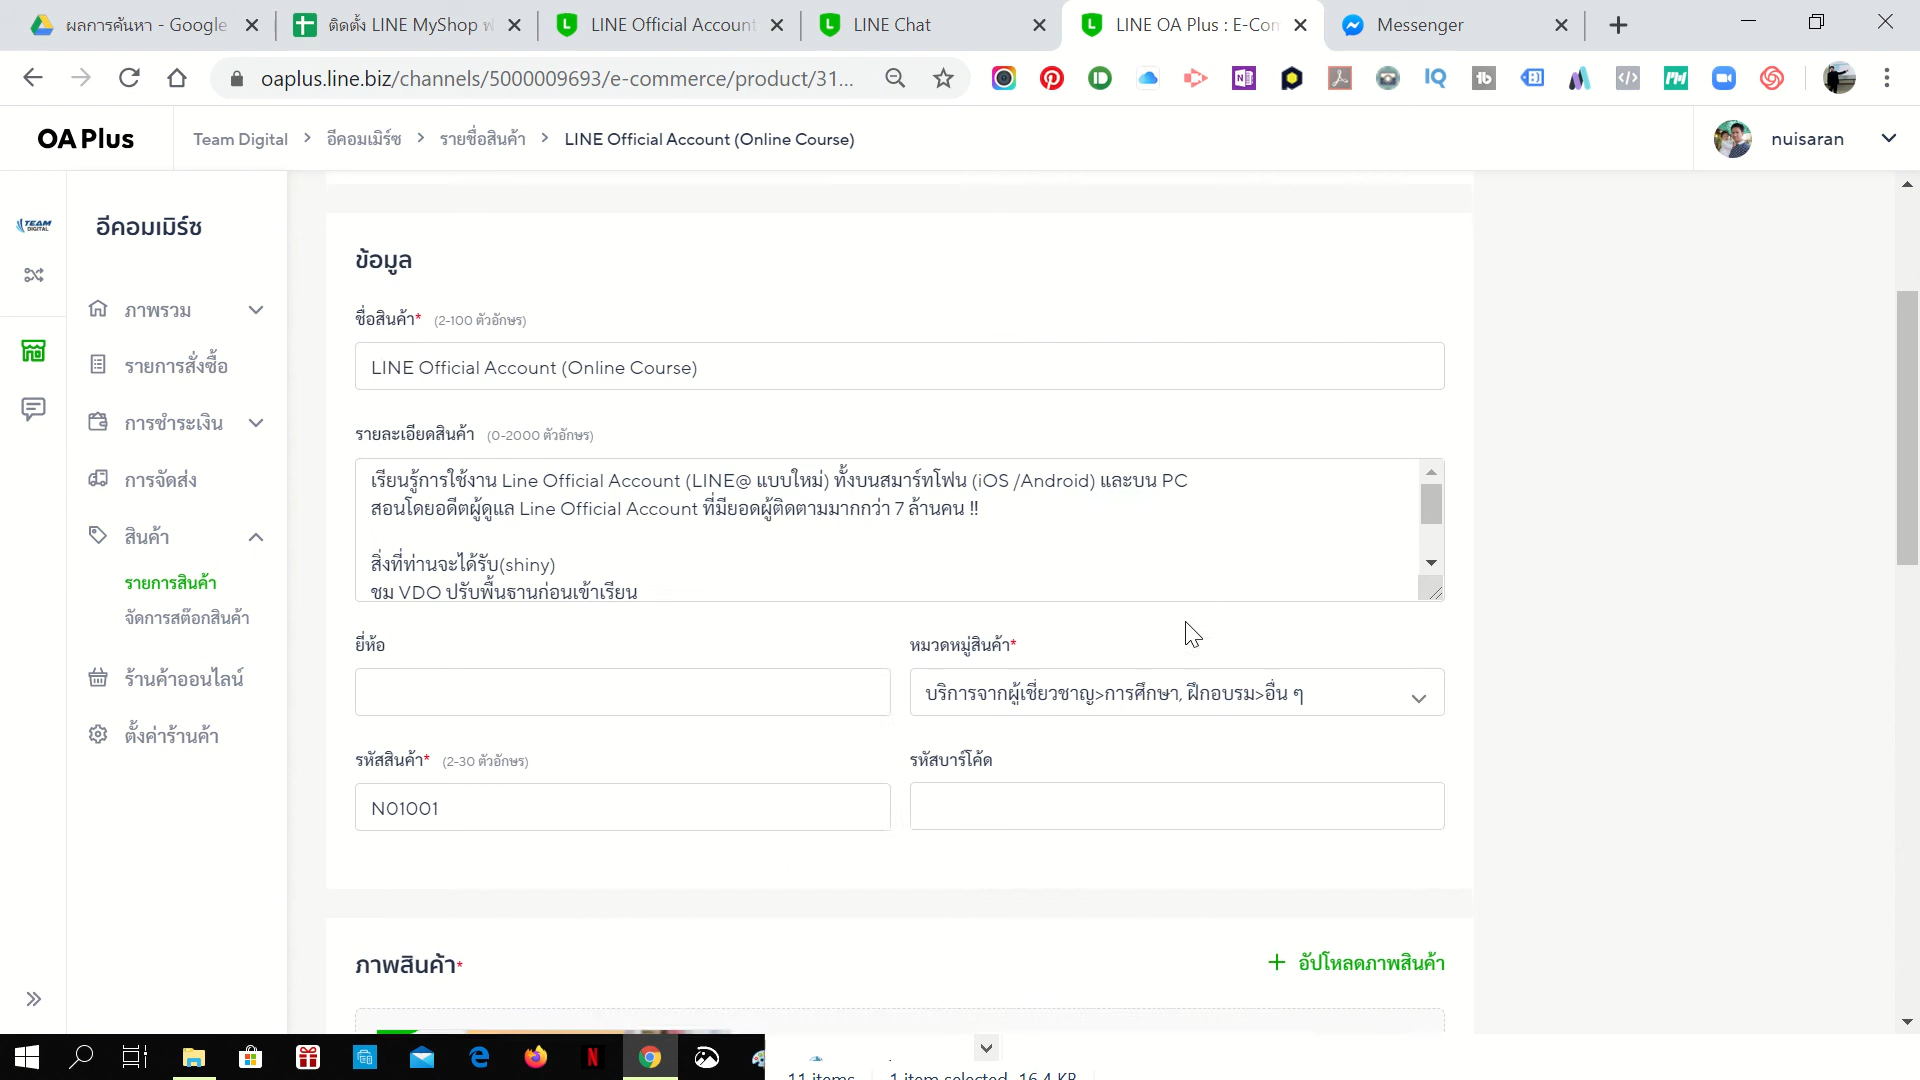 ผลการค้นหา - Google
ติดตั้ง LINE MyShop
LINE Official Account
LINE Chat
LINE OA Plus : E-Com
Messenger
oaplus.line.biz/channels/5000009693/e-commerce/product/31...
OA Plus
Team Digital > อีคอมเมิร์ซ > รายชื่อสินค้า > LINE Official Account (Online Course)
nuisaran
TEAM DIGITAL
อีคอมเมิร์ซ
ภาพรวม
รายการสั่งซื้อ
การชำระเงิน
การจัดส่ง
สินค้า
รายการสินค้า
จัดการสต๊อกสินค้า
ร้านค้าออนไลน์
ตั้งค่าร้านค้า
ข้อมูล
ชื่อสินค้า* (2-100 ตัวอักษร)
LINE Official Account (Online Course)
รายละเอียดสินค้า (0-2000 ตัวอักษร)
เรียนรู้การใช้งาน Line Official Account (LINE@ แบบใหม่) ทั้งบนสมาร์ทโฟน (iOS /Android) และบน PC
สอนโดยอดีตผู้ดูแล Line Official Account ที่มียอดผู้ติดตามมากกว่า 7 ล้านคน !!
สิ่งที่ท่านจะได้รับ(shiny)
ชม VDO ปรับพื้นฐานก่อนเข้าเรียน
ยี่ห้อ
หมวดหมู่สินค้า*
บริการจากผู้เชี่ยวชาญ>การศึกษา, ฝึกอบรม>อื่น ๆ
รหัสสินค้า* (2-30 ตัวอักษร)
รหัสบาร์โค้ด
N01001
ภาพสินค้า*
+ อัปโหลดภาพสินค้า
11 items
1 item selected 16.4 KB